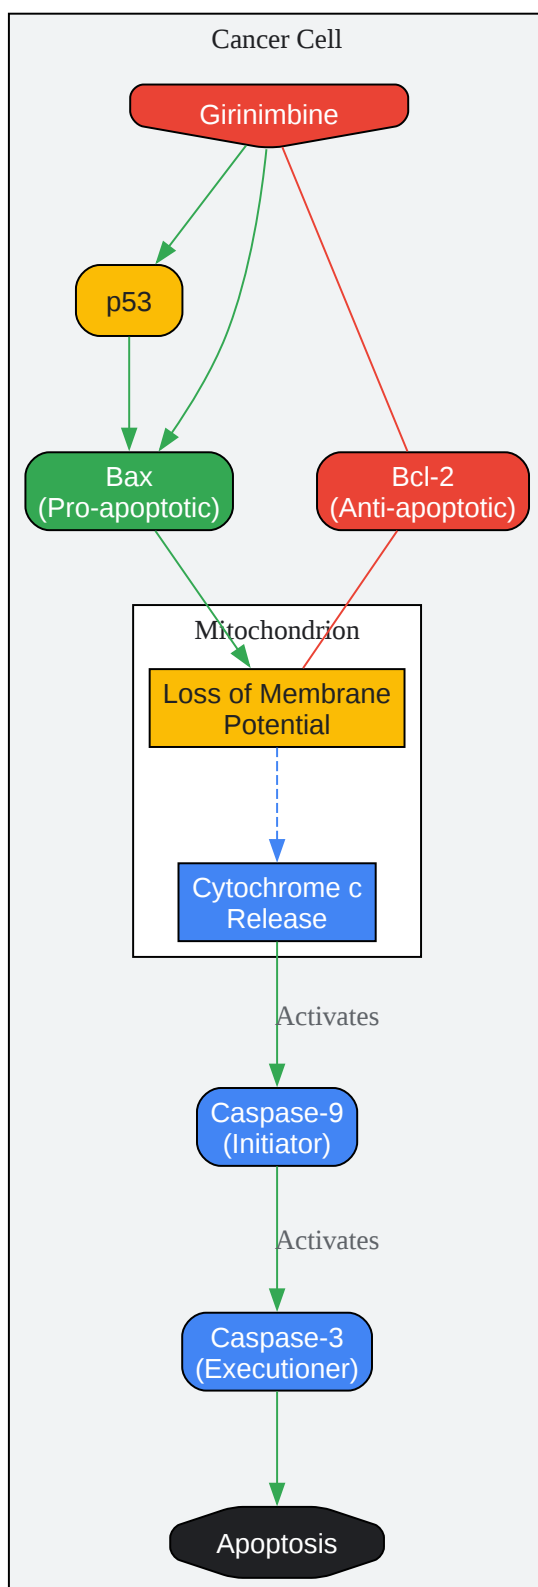 Cancer Cell
Girinimbine
p53
Bax
(Pro-apoptotic)
Bcl-2
(Anti-apoptotic)
Mitochondrion
Loss of Membrane
Potential
Cytochrome c
Release
Activates
Caspase-9
(Initiator)
Activates
Caspase-3
(Executioner)
Apoptosis